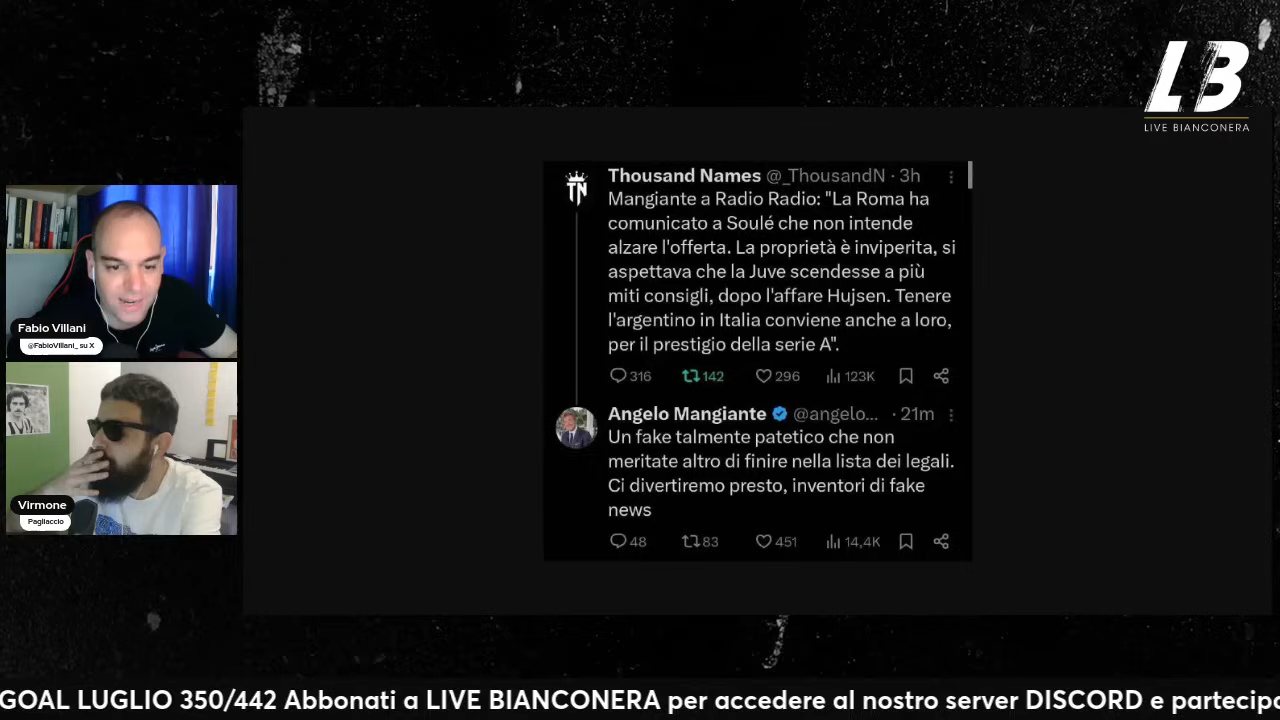 LB
LIVE BIANCONERA
Thousand Names @_ThousandN · 3h
Mangiante a Radio Radio: "La Roma ha
comunicato a Soulé che non intende
alzare l'offerta. La proprietà è inviperita, si
aspettava che la Juve scendesse a più
miti consigli, dopo l'affare Hujsen. Tenere
l'argentino in Italia conviene anche a loro,
per il prestigio della serie A".
316 142 296 123K
Angelo Mangiante @angelo... · 21m
Un fake talmente patetico che non
meritate altro di finire nella lista dei legali.
Ci divertiremo presto, inventori di fake
news
48 83 451 14,4K
TN
Fabio Villani
@FabioVillani_ su X
Virmone
Pagliaccio
GOAL LUGLIO 350/442 Abbonati a LIVE BIANCONERA per accedere al nostro server DISCORD e partecipa